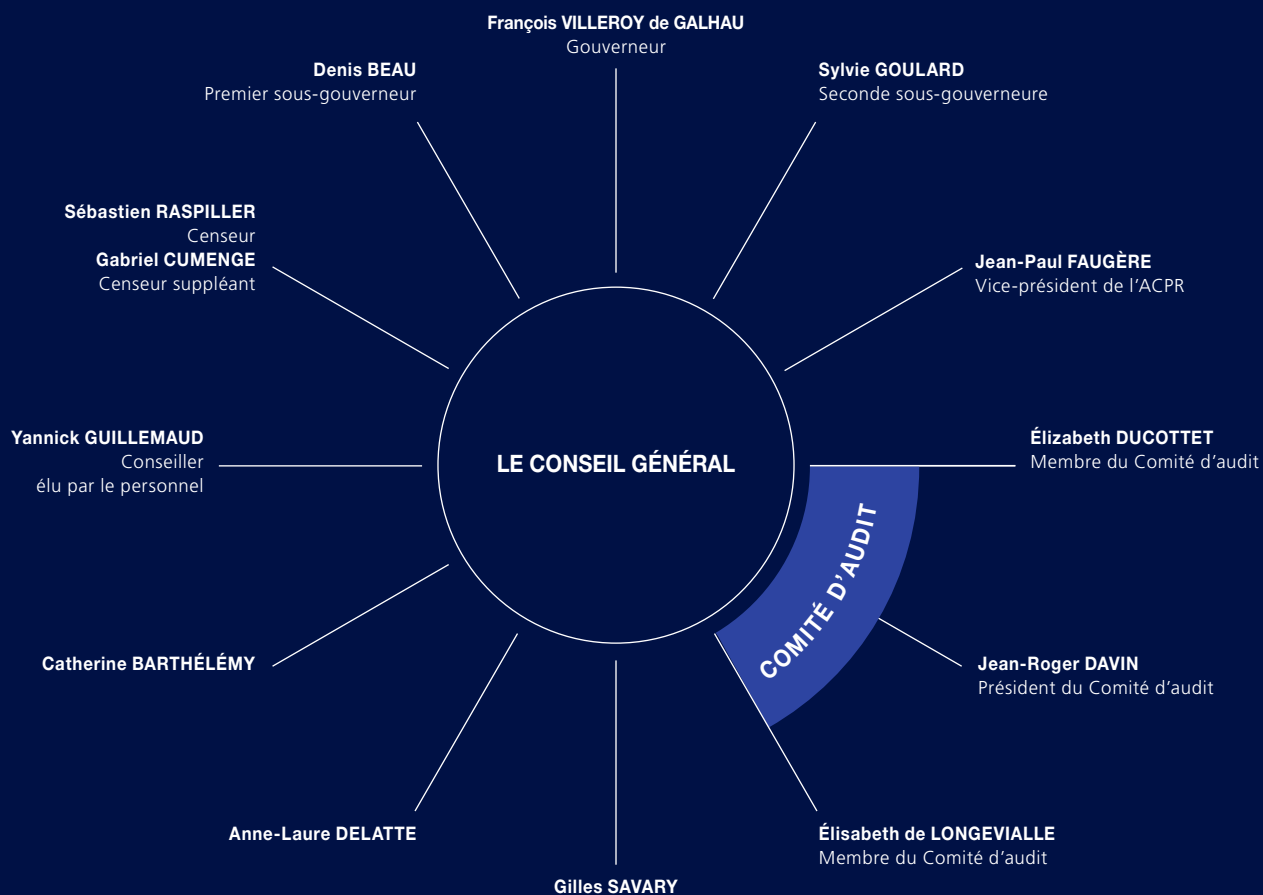 François VILLEROY de GALHAU
Gouverneur
Denis BEAU
Premier sous-gouverneur
Sylvie GOULARD
Seconde sous-gouverneure
Sébastien RASPILLER
Censeur
Gabriel CUMENGE
Censeur suppléant
Jean-Paul FAUGÈRE
Vice-président de l'ACPR
Yannick GUILLEMAUD
Conseiller
élu par le personnel
LE CONSEIL GÉNÉRAL
Élizabeth DUCOTTET
Membre du Comité d'audit
COMITÉ D'AUDIT
Catherine BARTHÉLÉMY
Jean-Roger DAVIN
Président du Comité d'audit
Anne-Laure DELATTE
Élisabeth de LONGEVIALLE
Membre du Comité d'audit
Gilles SAVARY